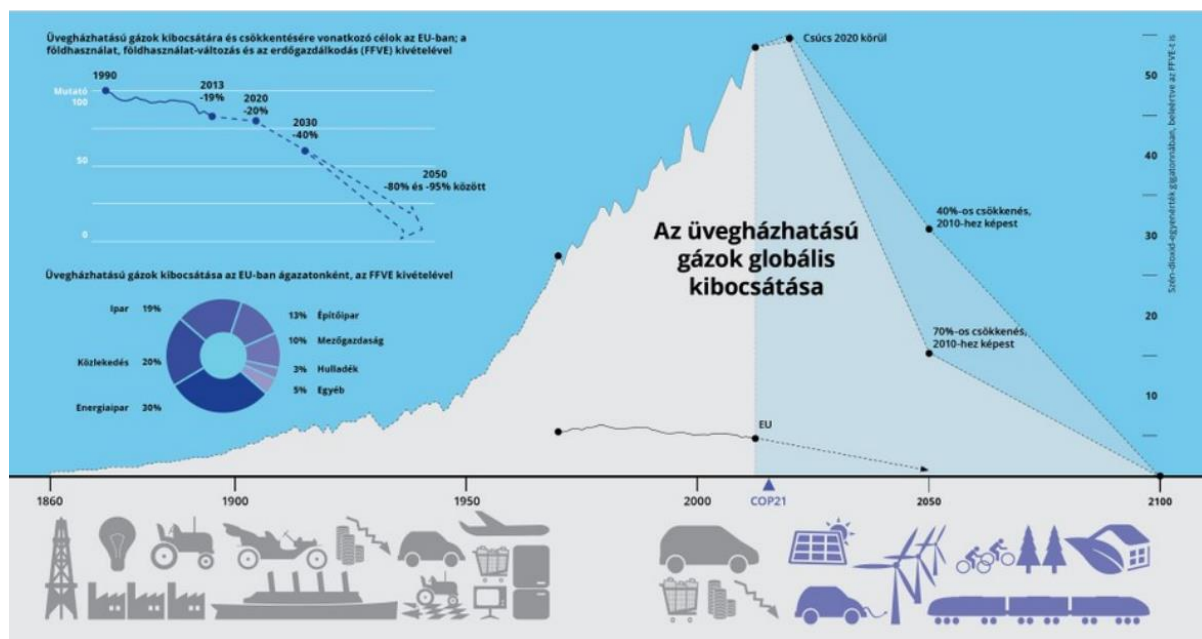 Üvegházhatású gázok kibocsátára és csökkentésére vonatkozó célok az EU-ban; a
földhasználat, földhasználat-változás és az erdőgazdálkodás (FFVE) kivételével
1990
Mutató
100
2013
-19%
2020
-20%
2030
-40%
50
2050
-80% és -95% között
0
Üvegházhatású gázok kibocsátása az EU-ban ágazatonként, az FFVE kivételével
Ipar 19%
13% Építőipar
10% Mezőgazdaság
Közlekedés 20%
3% Hulladék
5% Egyéb
Energiaipar 30%
Csúcs 2020 körül
Az üvegházhatású
gázok globális
kibocsátása
40%-os csökkenés,
2010-hez képest
70%-os csökkenés,
2010-hez képest
EU
50
40
30
20
10
Szén-dioxid-egyenérték gigatonnában, beleértve az FFVE-t is
1860
1900
1950
2000
COP21
2050
2100